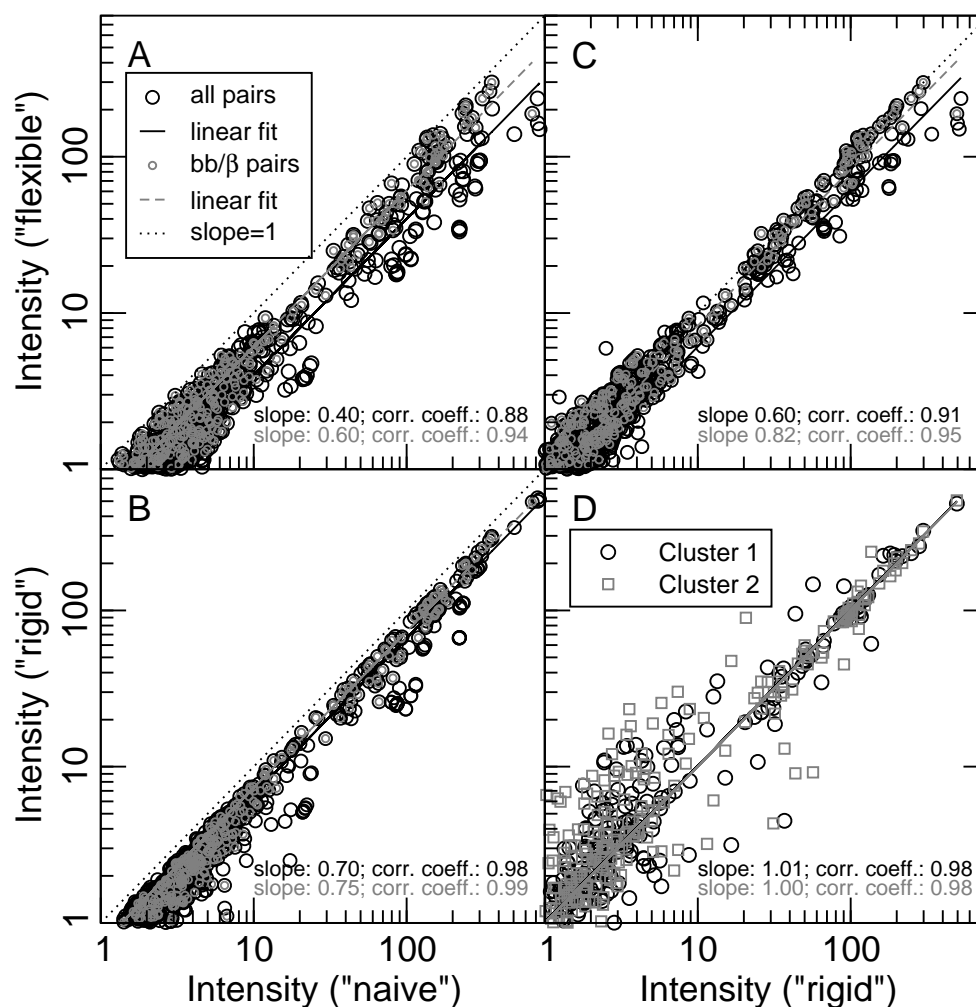 A
all pairs
linear fit
bb/β pairs
linear fit
slope=1
slope: 0.40; corr. coeff.: 0.88
slope: 0.60; corr. coeff.: 0.94
Intensity ("flexible")
1
10
100
C
slope: 0.60; corr. coeff.: 0.91
slope: 0.82; corr. coeff.: 0.95
B
slope: 0.70; corr. coeff.: 0.98
slope: 0.75; corr. coeff.: 0.99
Intensity ("rigid")
1
10
100
1
10
100
Intensity ("naive")
D
Cluster 1
Cluster 2
slope: 1.01; corr. coeff.: 0.98
slope: 1.00; corr. coeff.: 0.98
1
10
100
Intensity ("rigid")